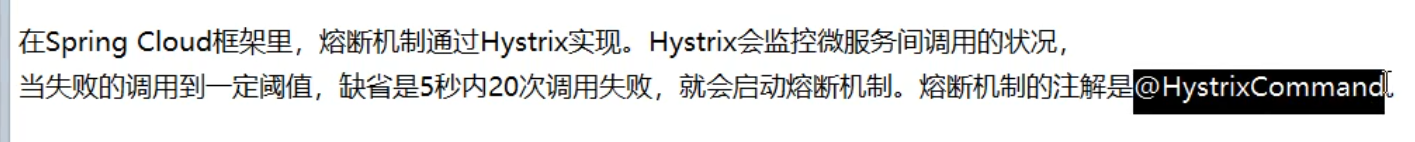 在Spring Cloud框架里，熔断机制通过Hystrix实现。Hystrix会监控微服务间调用的状况，
当失败的调用到一定阈值，缺省是5秒内20次调用失败，就会启动熔断机制。熔断机制的注解是@HystrixCommand。